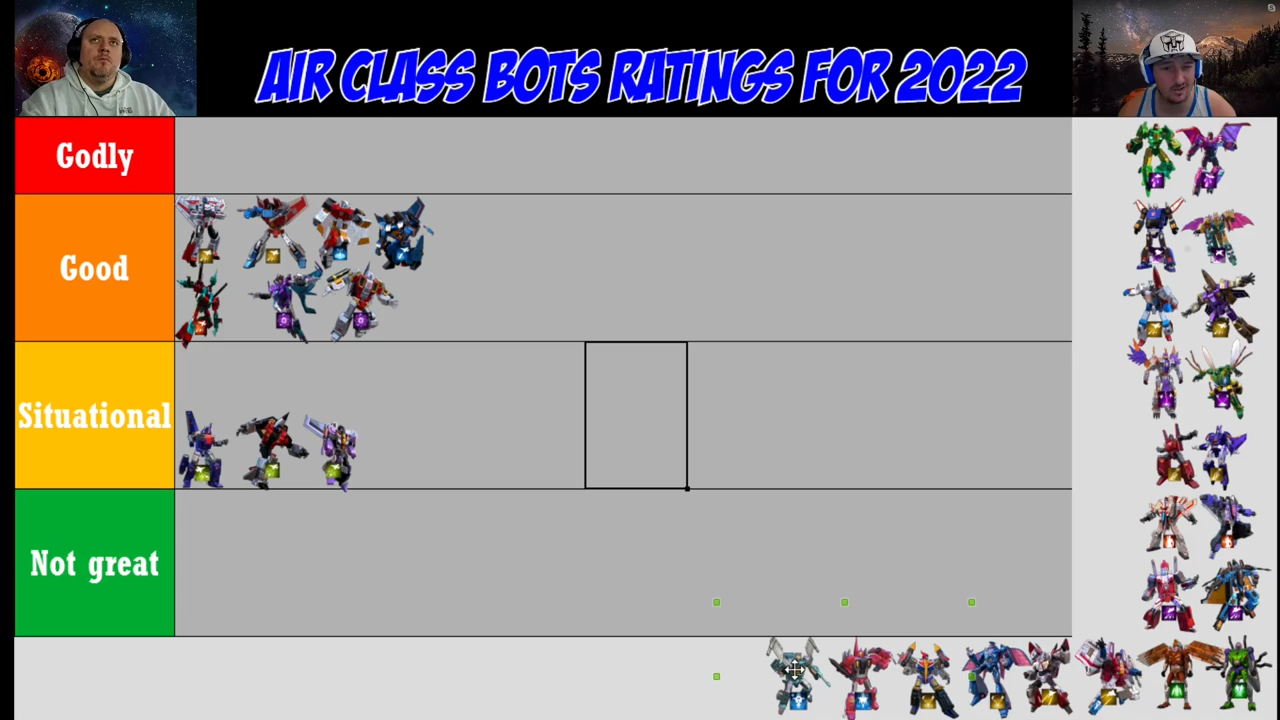 AIR CLASS BOTS RATINGS FOR 2022
Godly
Good
Situational
Not great